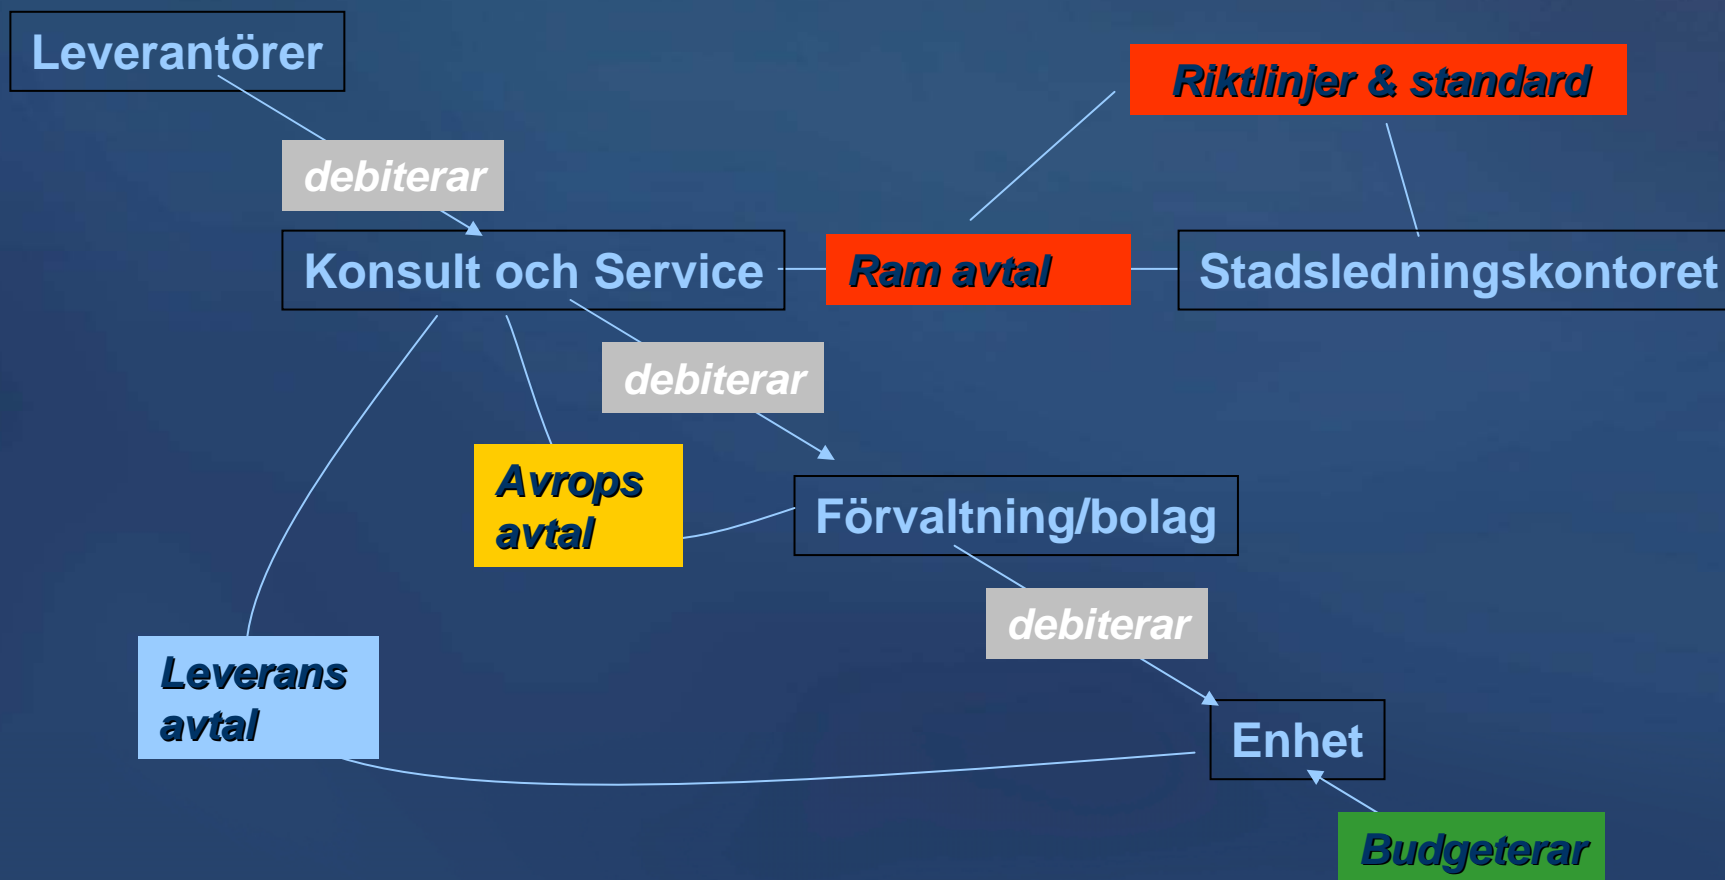 Leverantörer
Riktlinjer & standard
debiterar
Konsult och Service
Ram avtal
Stadsledningskontoret
debiterar
Avrops
avtal
Förvaltning/bolag
debiterar
Leverans
avtal
Enhet
Budgeterar